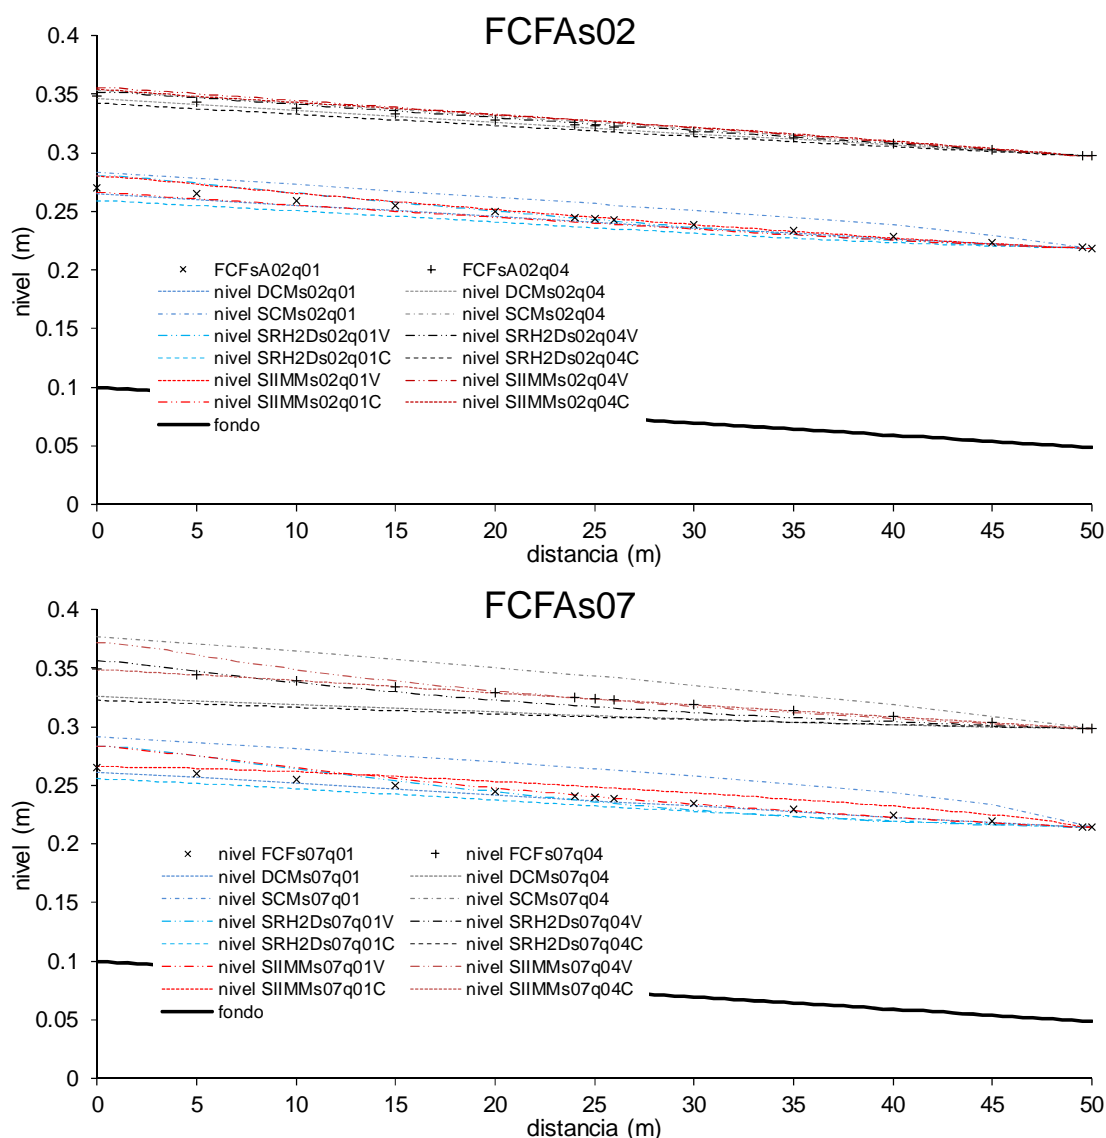 FCFAs02
0.4
0.35
0.3
0.25
0.2
0.15
0.1
0.05
0
nivel (m)
FCFsA02q01 FCFsA02q04
nivel DCMs02q01 nivel DCMs02q04
nivel SCMs02q01 nivel SCMs02q04
nivel SRH2Ds02q01V nivel SRH2Ds02q04V
nivel SRH2Ds02q01C nivel SRH2Ds02q04C
nivel SIIMMs02q01V nivel SIIMMs02q04V
nivel SIIMMs02q01C nivel SIIMMs02q04C
fondo
0 5 10 15 20 25 30 35 40 45 50
distancia (m)
FCFAs07
0.4
0.35
0.3
0.25
0.2
0.15
0.1
0.05
0
nivel (m)
nivel FCFs07q01 nivel FCFs07q04
nivel DCMs07q01 nivel DCMs07q04
nivel SCMs07q01 nivel SCMs07q04
nivel SRH2Ds07q01V nivel SRH2Ds07q04V
nivel SRH2Ds07q01C nivel SRH2Ds07q04C
nivel SIIMMs07q01V nivel SIIMMs07q04V
nivel SIIMMs07q01C nivel SIIMMs07q04C
fondo
0 5 10 15 20 25 30 35 40 45 50
distancia (m)